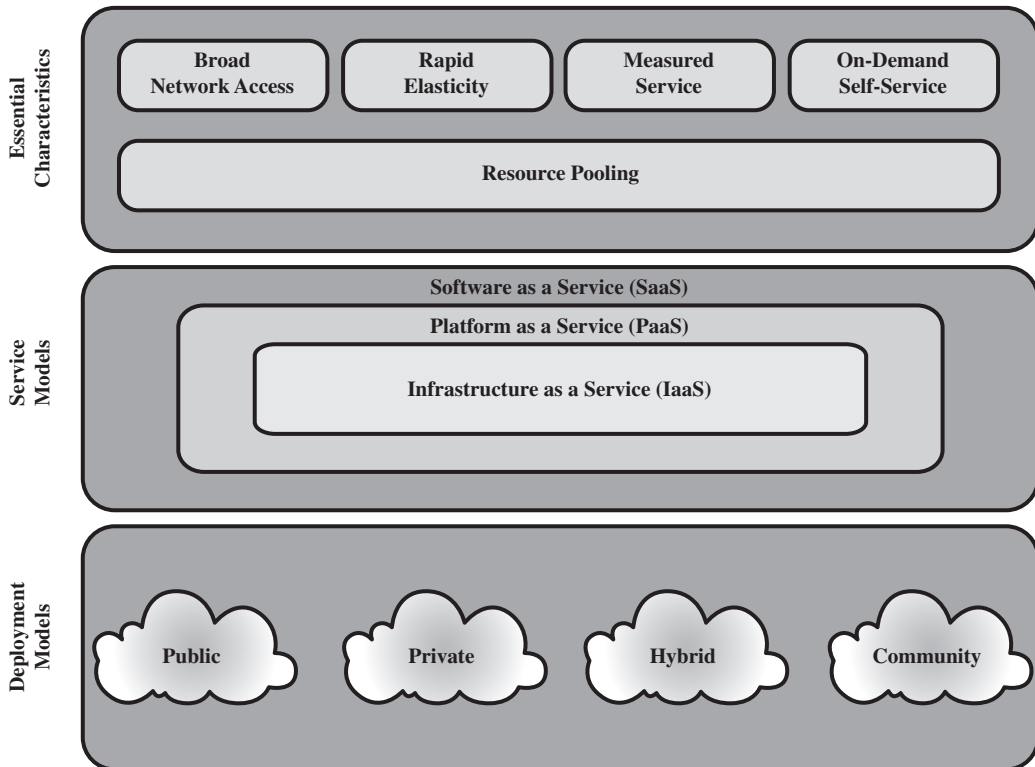 Essential
Characteristics
Broad
Network Access
Rapid
Elasticity
Measured
Service
On-Demand
Self-Service
Resource Pooling
Service
Models
Software as a Service (SaaS)
Platform as a Service (PaaS)
Infrastructure as a Service (IaaS)
Deployment
Models
Public
Private
Hybrid
Community